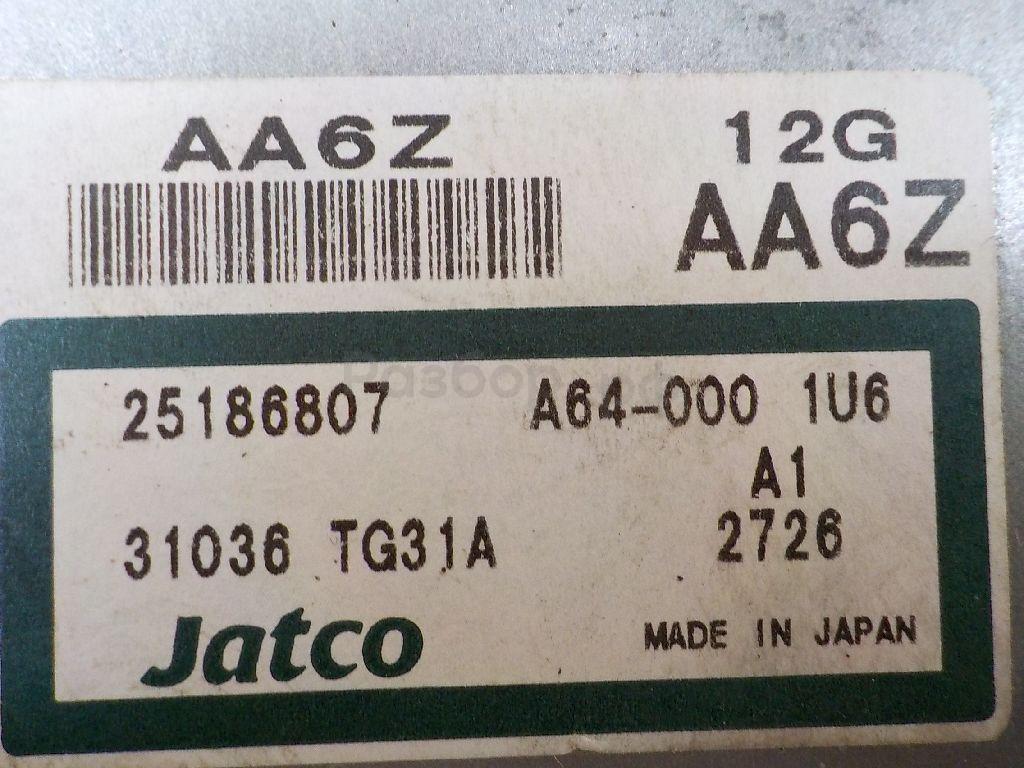 AA6Z
12G
AA6Z
25186807 A64-000 1U6
A1
31036 TG31A 2726
Jatco MADE IN JAPAN